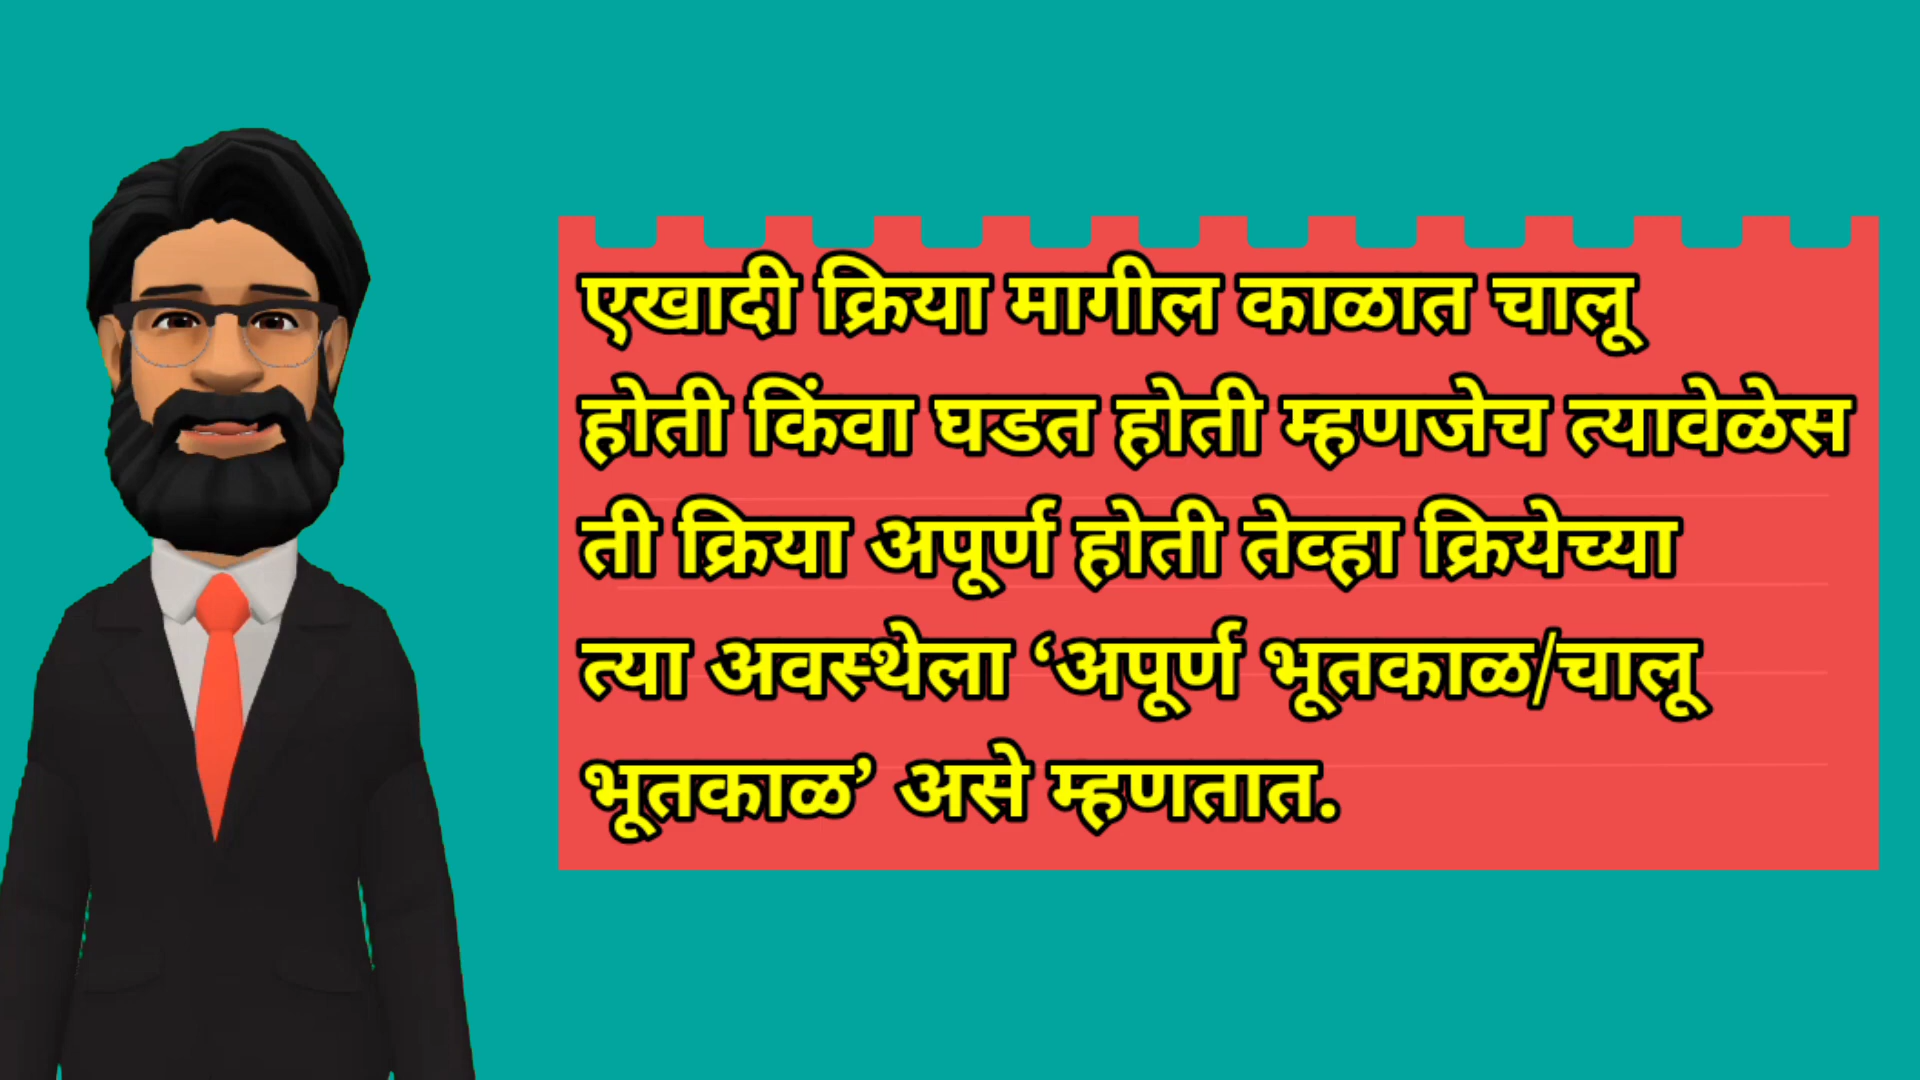 एखादी क्रिया मागील काळात चालू
होती किंवा घडत होती म्हणजेच त्यावेळेस
ती क्रिया अपूर्ण होती तेव्हा क्रियेच्या
त्या अवस्थेला ‘अपूर्ण भूतकाळ/चालू
भूतकाळ’ असे म्हणतात.